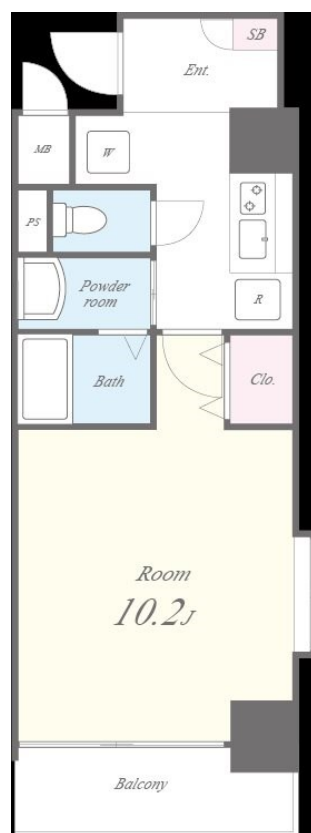 SB
Ent.
MB
W
PS
R
Powder
room
Bath
Clo.
Room
10.2J
Balcony